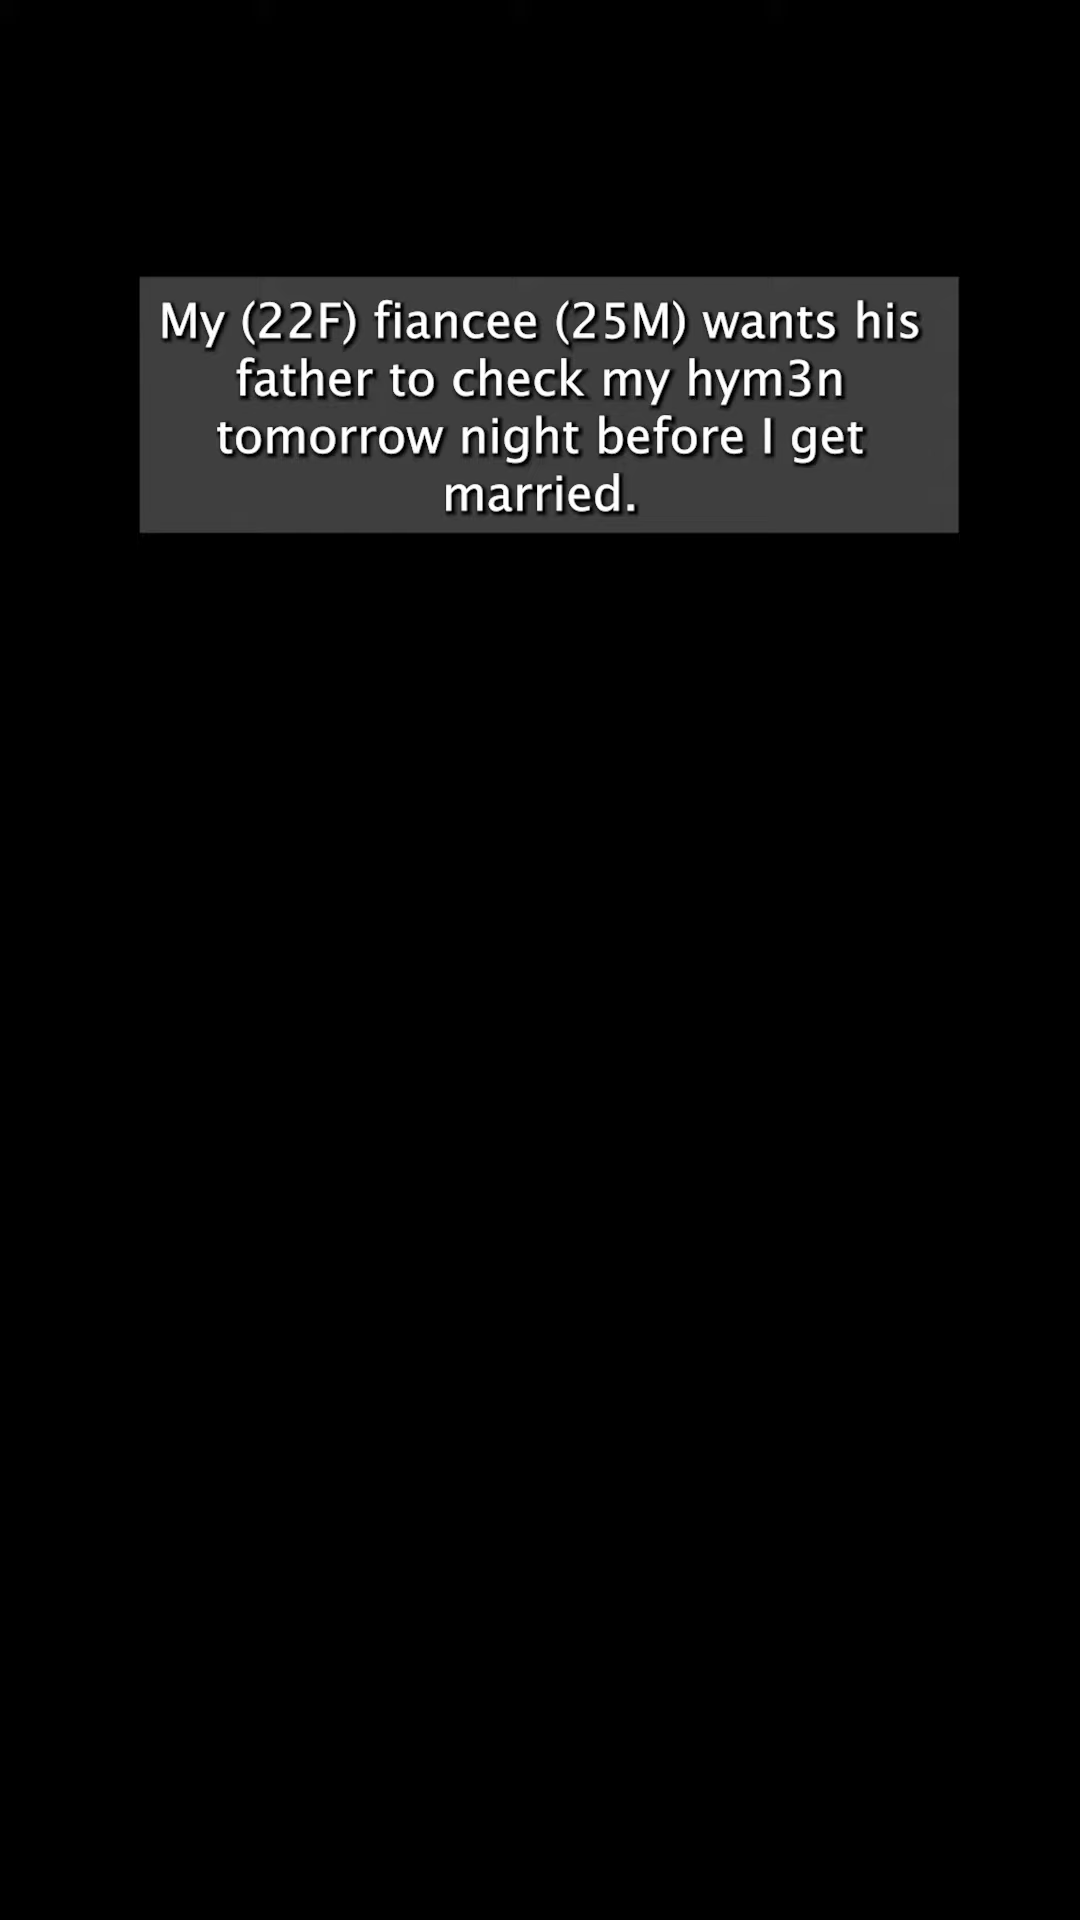 My (22F) fiancee (25M) wants his
father to check my hym3n
tomorrow night before I get
married.